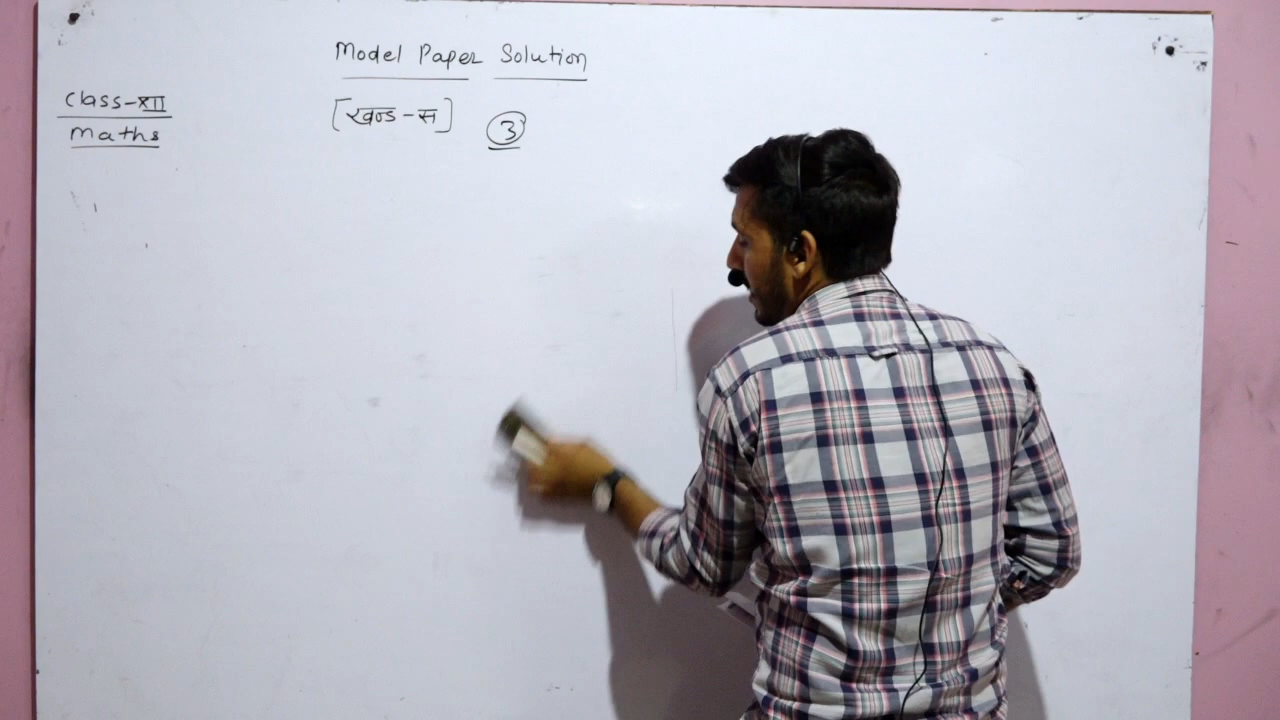 Model Paper Solution
Class-XII
Maths
[खण्ड-स] 3